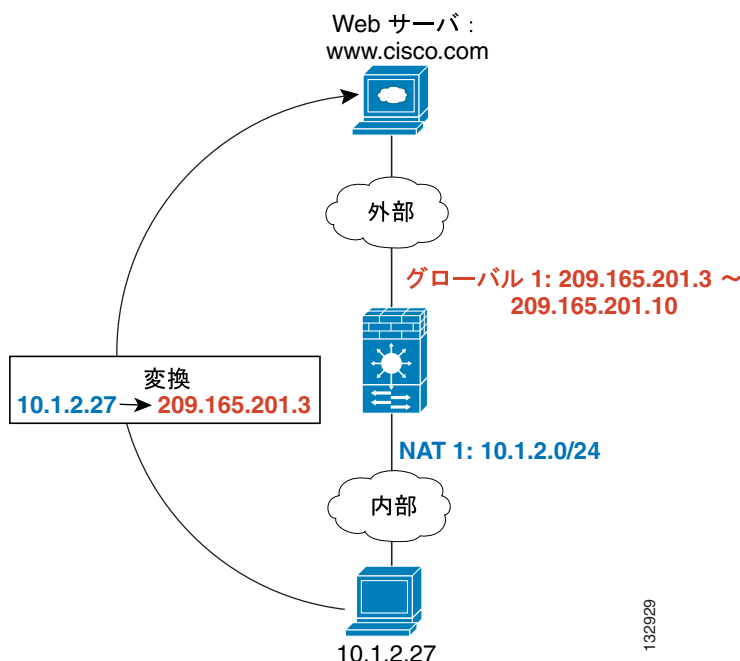 Web サーバ：
www.cisco.com
外部
グローバル 1: 209.165.201.3 ～
209.165.201.10
変換
10.1.2.27 → 209.165.201.3
NAT 1: 10.1.2.0/24
内部
10.1.2.27
132929